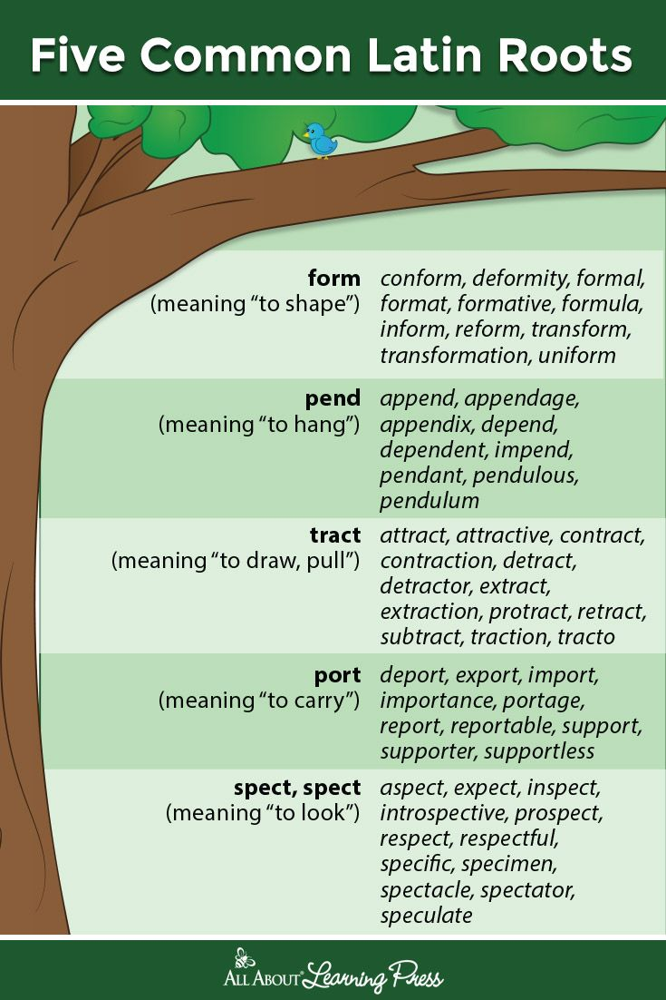 Five Common Latin Roots
form
(meaning “to shape”)
conform, deformity, formal,
format, formative, formula,
inform, reform, transform,
transformation, uniform
pend
(meaning “to hang”)
append, appendage,
appendix, depend,
dependent, impend,
pendant, pendulous,
pendulum
tract
(meaning “to draw, pull”)
attract, attractive, contract,
contraction, detract,
detractor, extract,
extraction, protract, retract,
subtract, traction, tracto
port
(meaning “to carry”)
deport, export, import,
importance, portage,
report, reportable, support,
supporter, supportless
spect, spect
(meaning “to look”)
aspect, expect, inspect,
introspective, prospect,
respect, respectful,
specific, specimen,
spectacle, spectator,
speculate
ALL ABOUT® Learning Press